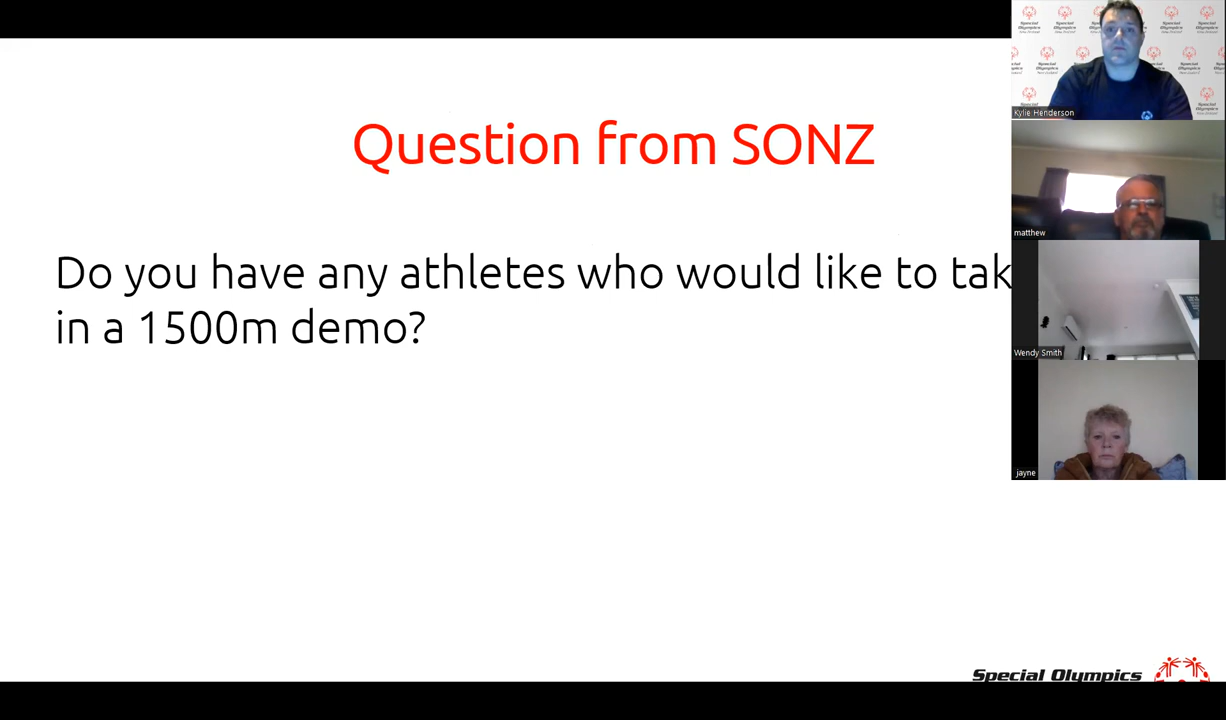 Question from SONZ
Do you have any athletes who would like to tak
in a 1500m demo?
Special Olympics
Kylie Henderson
matthew
Wendy Smith
jayne